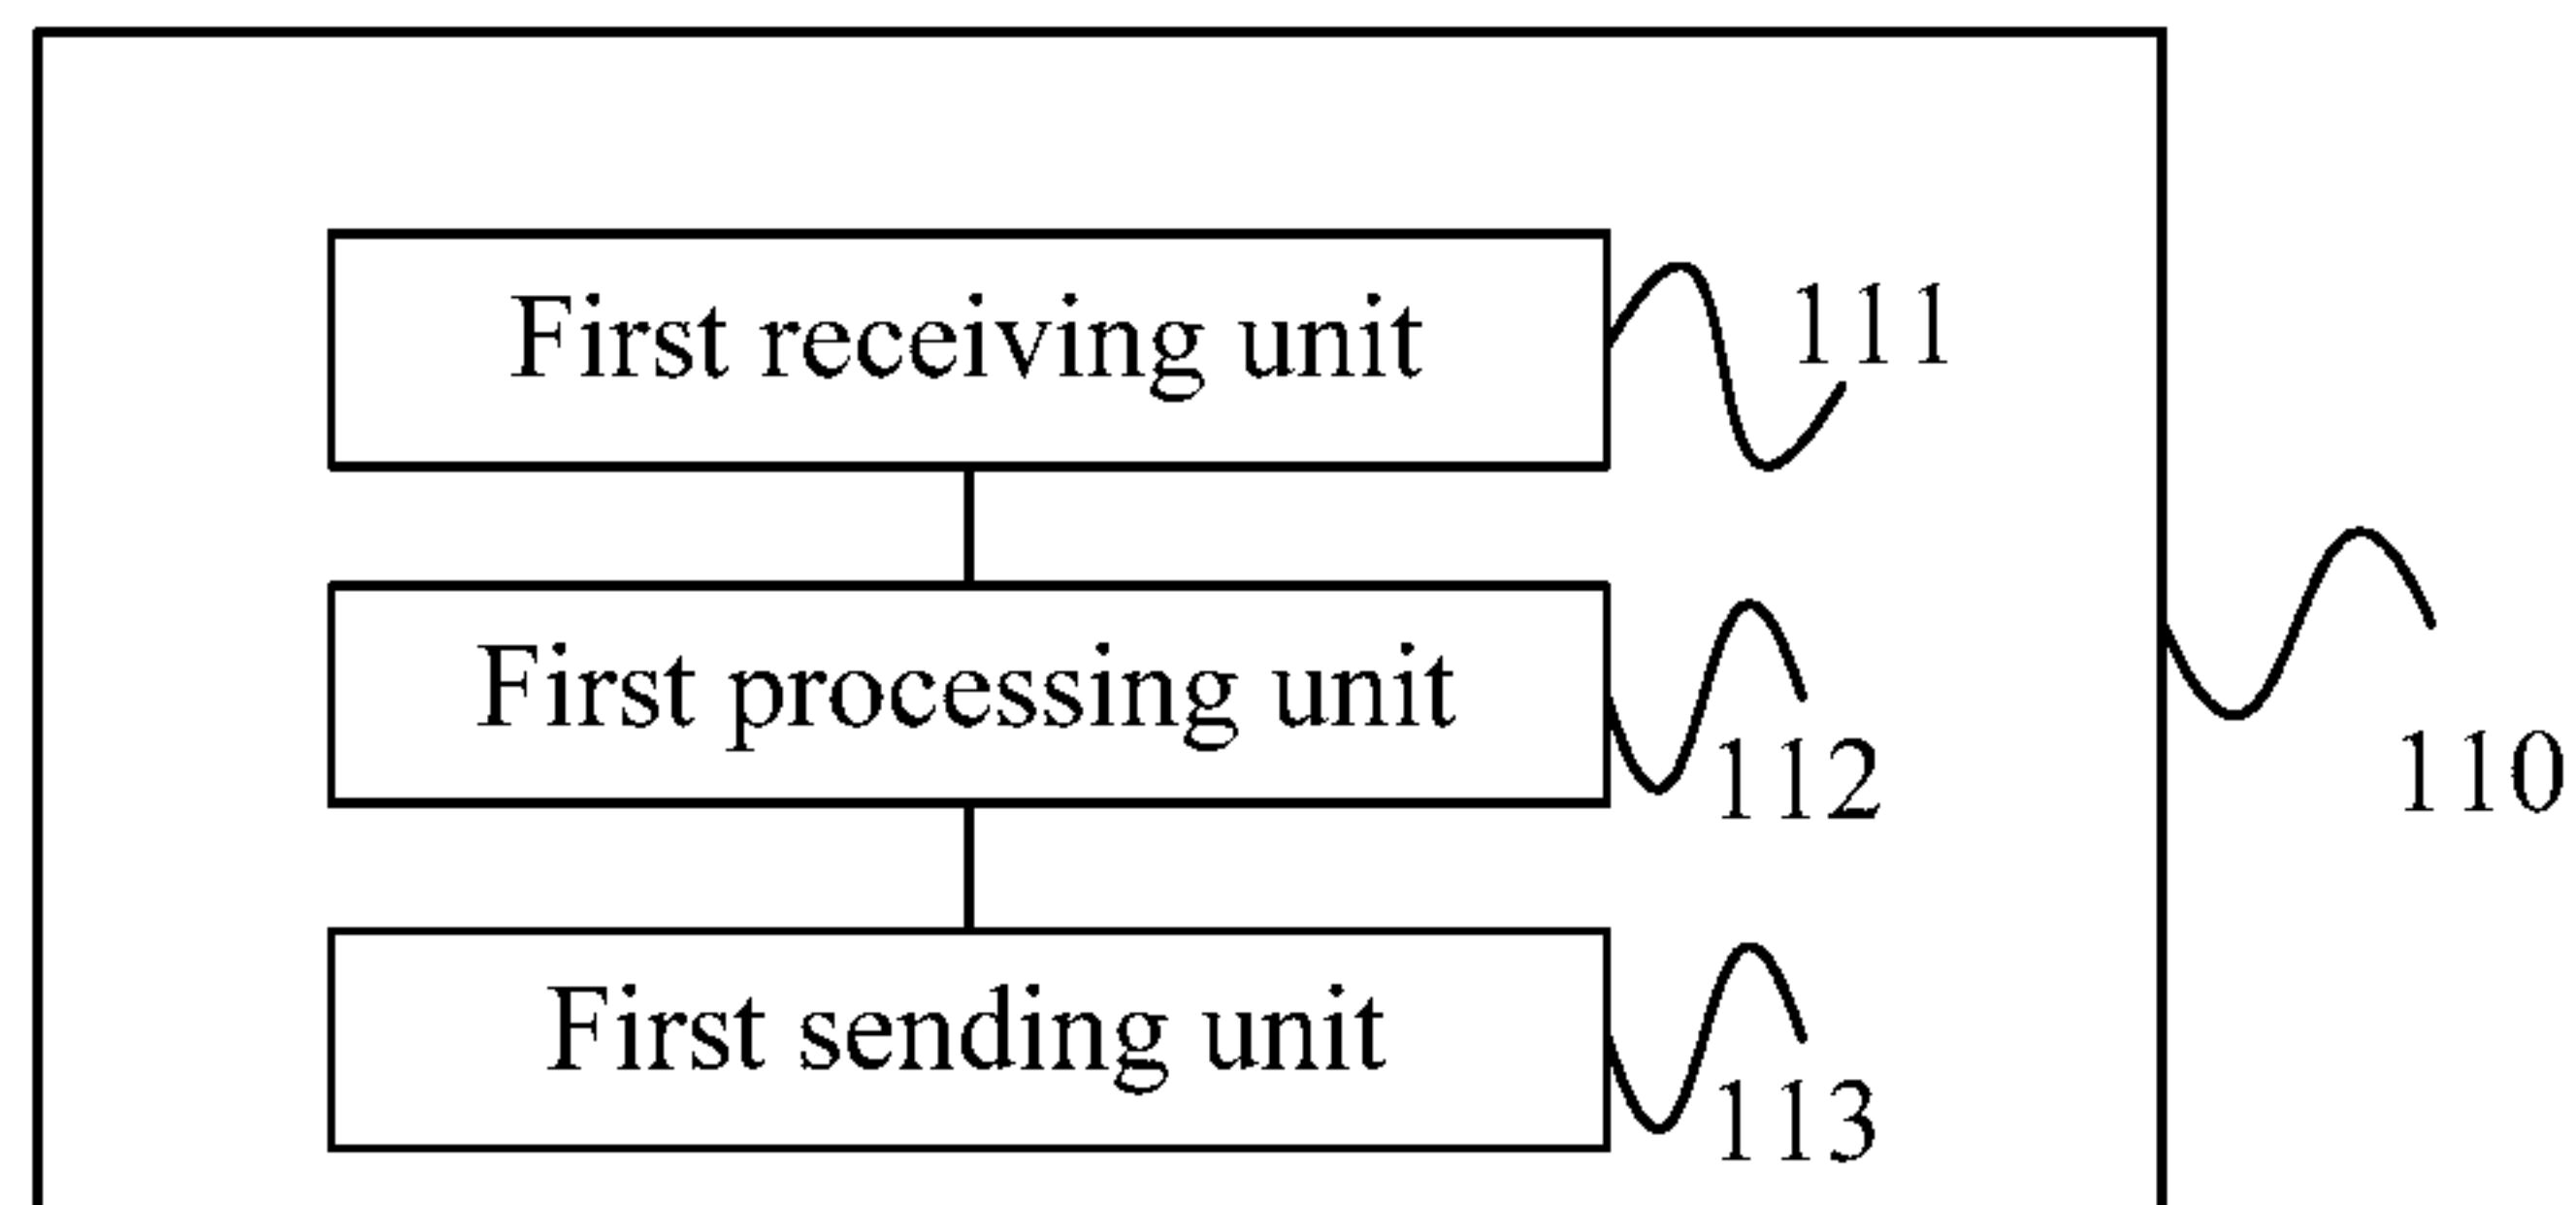 First receiving unit
111
First processing unit
112
110
First sending unit
113